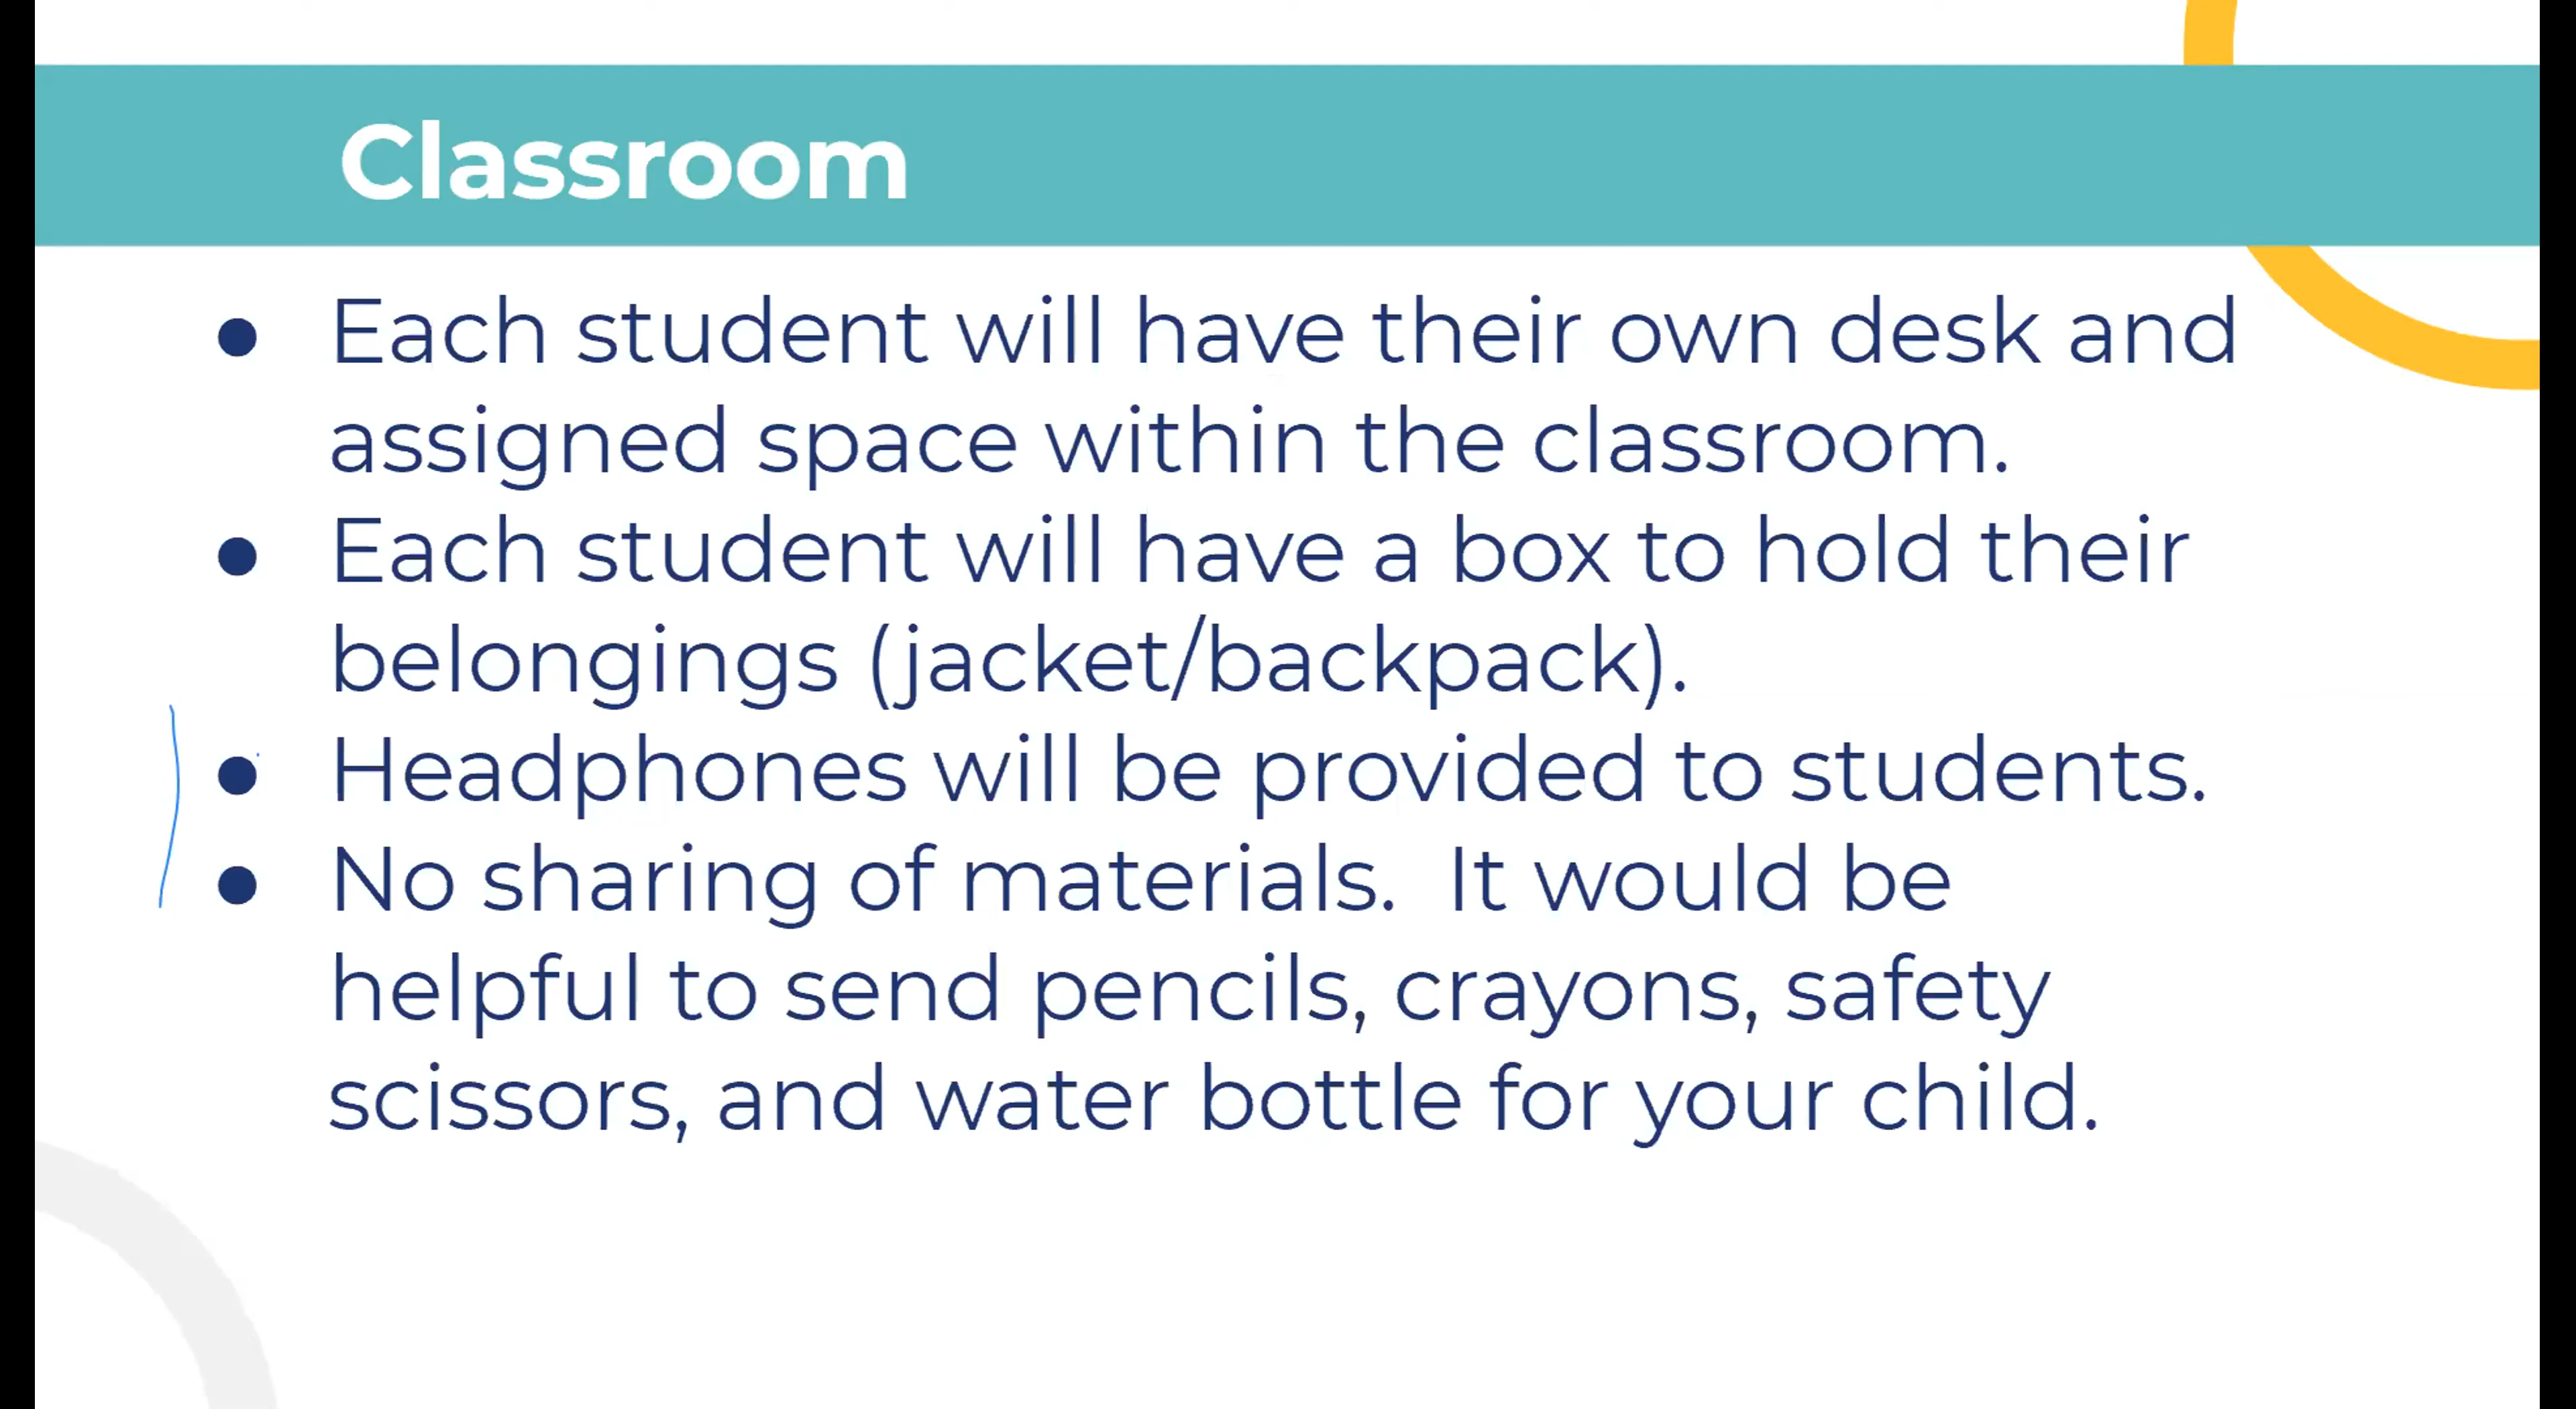 Classroom
● Each student will have their own desk and
assigned space within the classroom.
● Each student will have a box to hold their
belongings (jacket/backpack).
● Headphones will be provided to students.
● No sharing of materials.  It would be
helpful to send pencils, crayons, safety
scissors, and water bottle for your child.